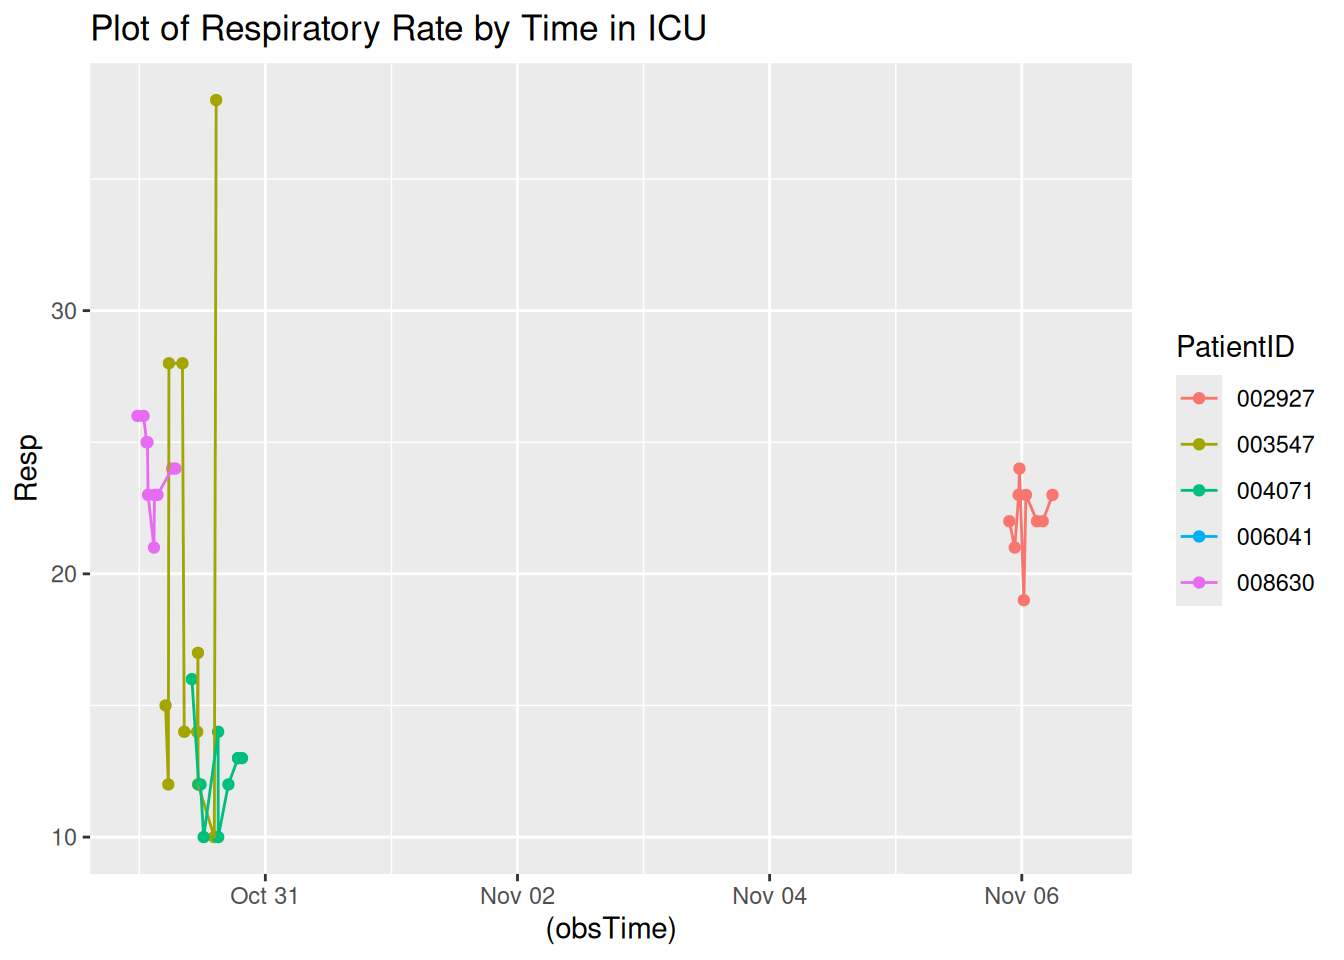 Plot of Respiratory Rate by Time in ICU
Resp
30
20
10
Oct 31
Nov 02
Nov 04
Nov 06
(obsTime)
PatientID
002927
003547
004071
006041
008630